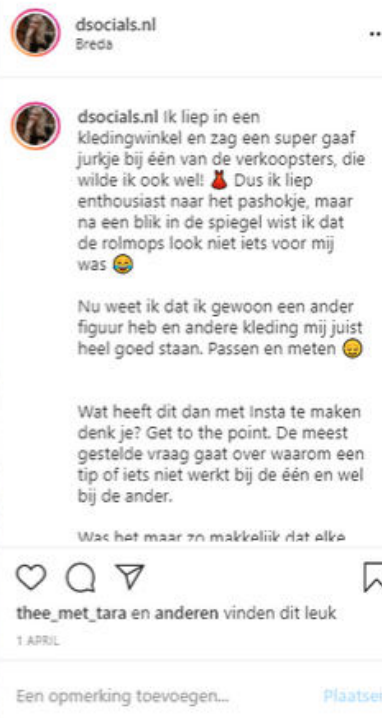 dsocials.nl
Breda
dsocials.nl Ik liep in een
kledingwinkel en zag een super gaaf
jurkje bij één van de verkoopsters, die
wilde ik ook wel! 💃 Dus ik liep
enthousiast naar het pashokje, maar
na een blik in de spiegel wist ik dat
de rolmops look niet iets voor mij
was 😂
Nu weet ik dat ik gewoon een ander
figuur heb en andere kleding mij juist
heel goed staan. Passen en meten 😄
Wat heeft dit dan met Insta te maken
denk je? Get to the point. De meest
gestelde vraag gaat over waarom een
tip of iets niet werkt bij de één en wel
bij de ander.
Was het maar zo makkelijk dat elke
thee_met_tara en anderen vinden dit leuk
1 APRIL
Een opmerking toevoegen...
Plaatsen